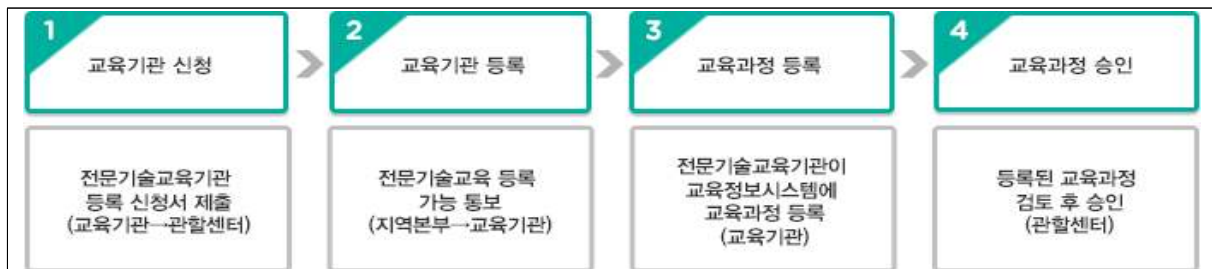 1
교육기관 신청
2
교육기관 등록
3
교육과정 등록
4
교육과정 승인
전문기술교육기관
등록 신청서 제출
(교육기관→관할센터)
전문기술교육 등록
가능 통보
(지역본부→교육기관)
전문기술교육기관이
교육정보시스템에
교육과정 등록
(교육기관)
등록된 교육과정
검토 후 승인
(관할센터)